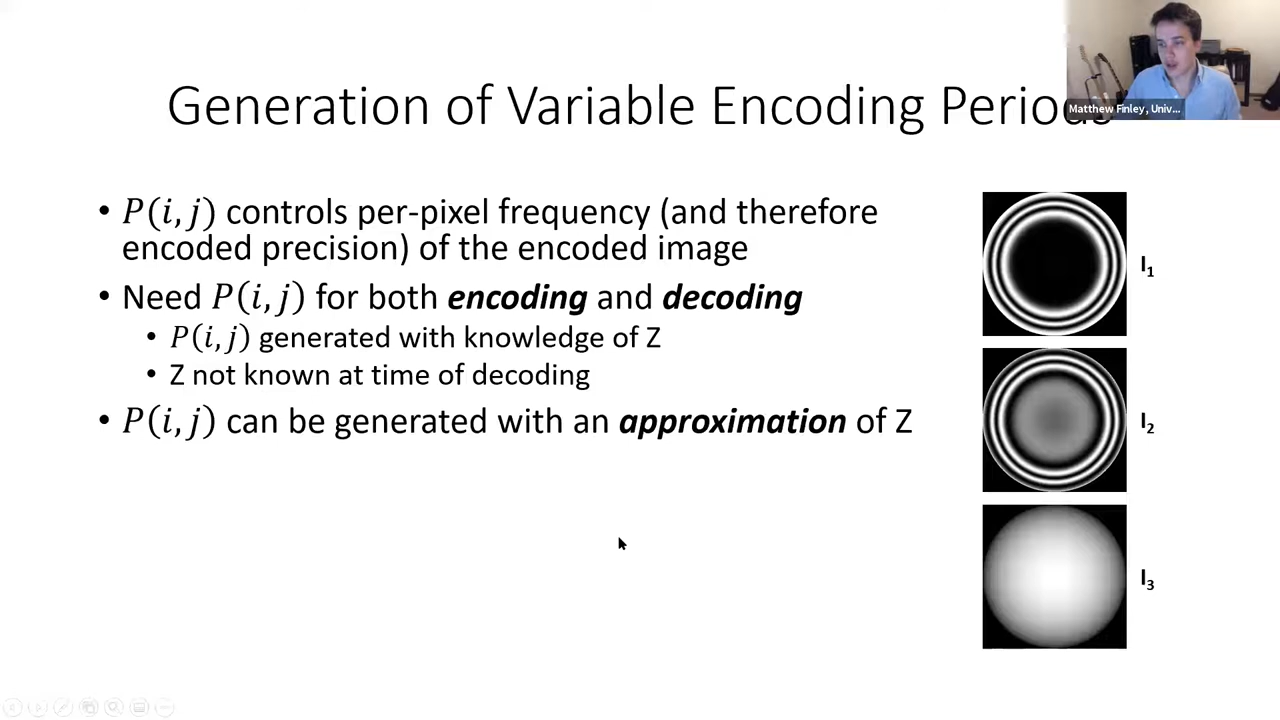 Generation of Variable Encoding Periods
Matthew Finley, Univ...
• P(i, j) controls per-pixel frequency (and therefore
encoded precision) of the encoded image
• Need P(i, j) for both encoding and decoding
• P(i, j) generated with knowledge of Z
• Z not known at time of decoding
• P(i, j) can be generated with an approximation of Z
I₁
I₂
I₃